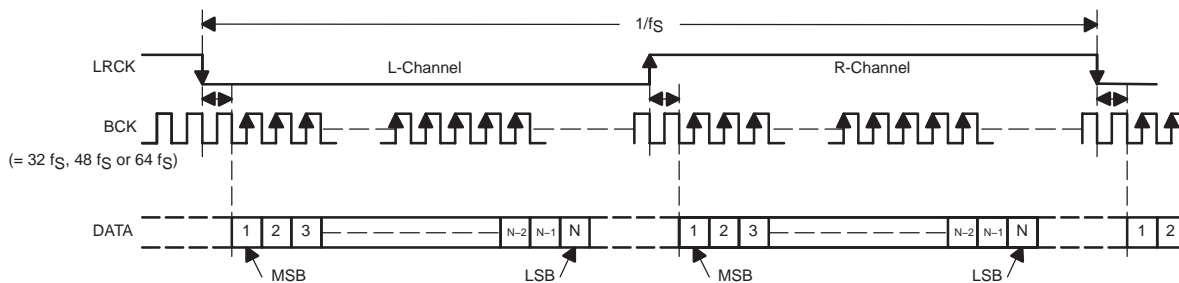 1/fS
LRCK
L-Channel
R-Channel
BCK
(= 32 fS, 48 fS or 64 fS)
DATA
1 2 3 N–2 N–1 N 1 2 3 N–2 N–1 N 1 2
MSB LSB MSB LSB